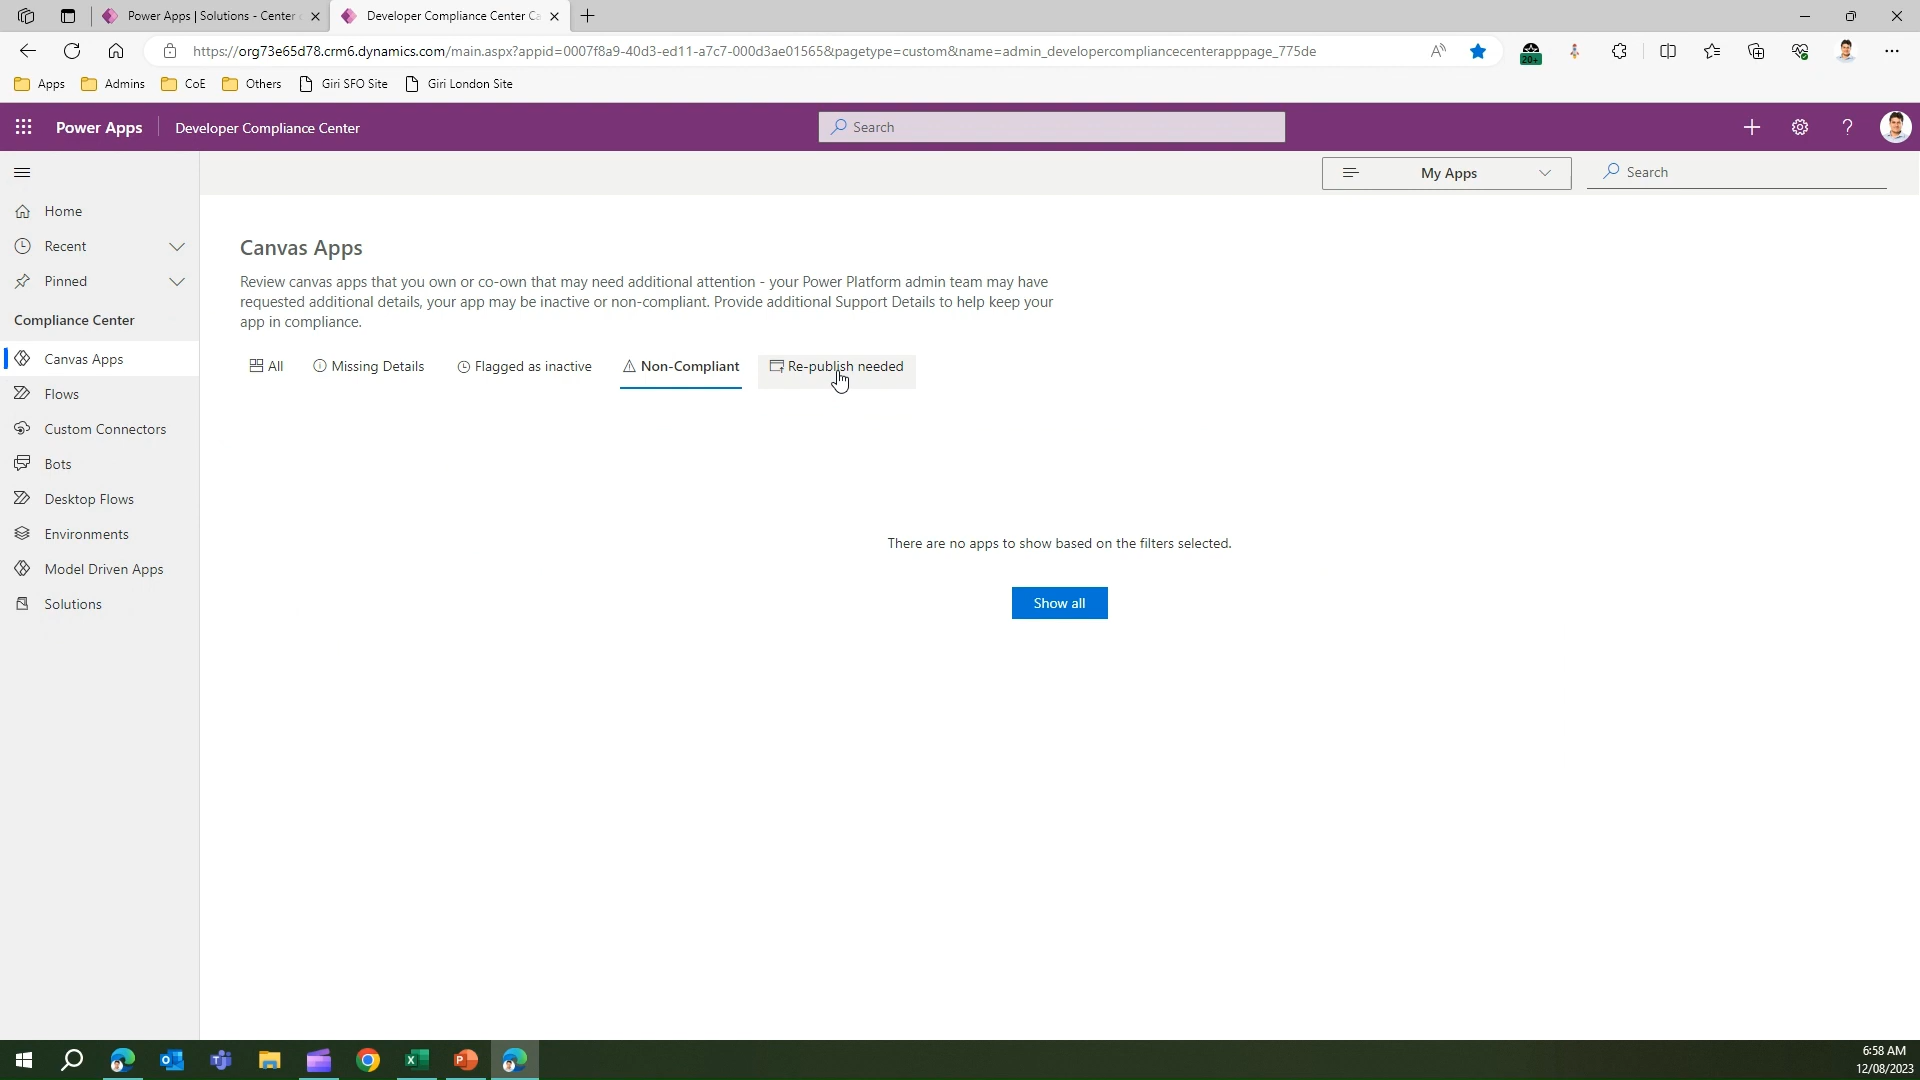 Power Apps | Solutions - Center
Developer Compliance Center Ca
https://org73e65d78.crm6.dynamics.com/main.aspx?appid=0007f8a9-40d3-ed11-a7c7-000d3ae01565&pagetype=custom&name=admin_developercompliancecenterapppage_775de
20+
Apps
Admins
CoE
Others
Giri SFO Site
Giri London Site
Power Apps
Developer Compliance Center
Search
My Apps
Search
Home
Recent
Pinned
Compliance Center
Canvas Apps
Flows
Custom Connectors
Bots
Desktop Flows
Environments
Model Driven Apps
Solutions
Canvas Apps
Review canvas apps that you own or co-own that may need additional attention - your Power Platform admin team may have
requested additional details, your app may be inactive or non-compliant. Provide additional Support Details to help keep your
app in compliance.
All
Missing Details
Flagged as inactive
Non-Compliant
Re-publish needed
There are no apps to show based on the filters selected.
Show all
6:58 AM
12/08/2023